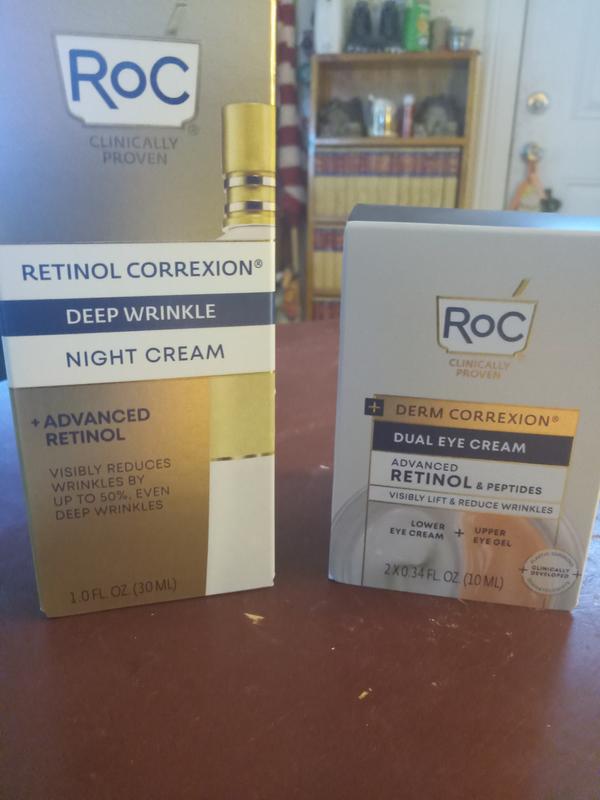 RoC®
CLINICALLY
PROVEN
RETINOL CORREXION®
DEEP WRINKLE
NIGHT CREAM
+ ADVANCED
RETINOL
VISIBLY REDUCES
WRINKLES BY
UP TO 50%, EVEN
DEEP WRINKLES
1.0 FL. OZ. (30 ML)
RoC
CLINICALLY
PROVEN
+ DERM CORREXION®
DUAL EYE CREAM
ADVANCED
RETINOL & PEPTIDES
VISIBLY LIFT & REDUCE WRINKLES
LOWER
EYE CREAM
+
UPPER
EYE GEL
2 X 0.34 FL. OZ. (10 ML)
+ CLINICALLY +
DEVELOPED